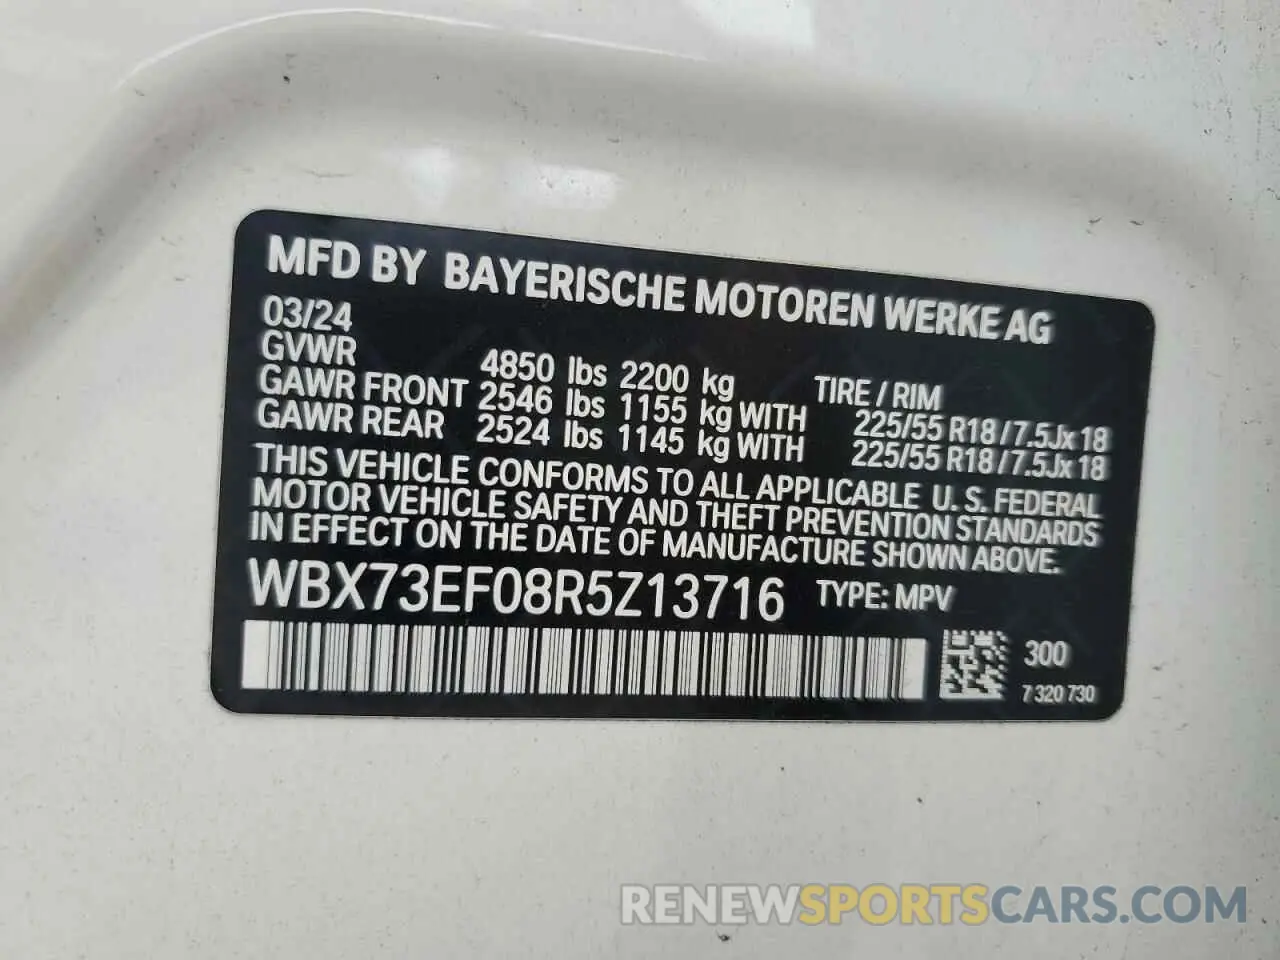 MFD BY BAYERISCHE MOTOREN WERKE AG
03/24
GVWR 4850 lbs 2200 kg TIRE / RIM
GAWR FRONT 2546 lbs 1155 kg WITH 225/55 R18 / 7.5Jx18
GAWR REAR 2524 lbs 1145 kg WITH 225/55 R18 / 7.5Jx18
THIS VEHICLE CONFORMS TO ALL APPLICABLE U. S. FEDERAL
MOTOR VEHICLE SAFETY AND THEFT PREVENTION STANDARDS
IN EFFECT ON THE DATE OF MANUFACTURE SHOWN ABOVE.
WBX73EF08R5Z13716 TYPE: MPV
300
7 320 730
RENEWSPORTSCARS.COM